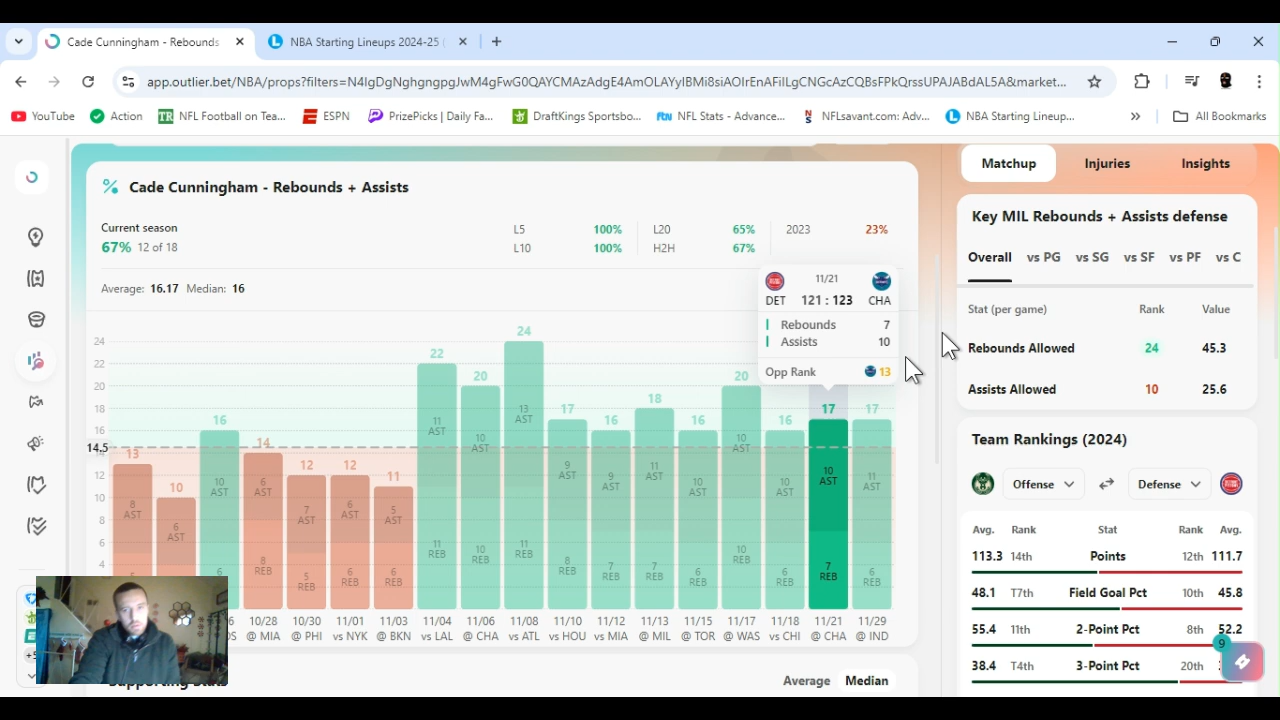 Cade Cunningham - Rebounds
NBA Starting Lineups 2024-25
app.outlier.bet/NBA/props?filters=N4IgDgNghgngpgJwM4gFwG0QAYCMAzAdgE4AmOLAYyIBMi8siAOIrEnAFiILgCNGcAzCQBsFPkQrssUPAJABdAL5A&market...
YouTube Action NFL Football on Tea... ESPN PrizePicks | Daily Fa... DraftKings Sportsbo... NFL Stats - Advance... NFLsavant.com: Adv... NBA Starting Lineup... » All Bookmarks
Cade Cunningham - Rebounds + Assists
Current season
67% 12 of 18
L5 100% L20 65% 2023 23%
L10 100% H2H 67%
Average: 16.17 Median: 16
11/21
DET 121 : 123 CHA
Rebounds 7
Assists 10
Opp Rank 13
24
22
20
18
16
14.5
12
10
8
6
4
13 10 16 14 12 12 11 22 20 24 17 16 18 16 20 16 17 17
8 AST
6 AST
10 AST
6 AST
7 AST
6 AST
5 AST
11 AST
10 AST
13 AST
9 AST
9 AST
11 AST
10 AST
10 AST
10 AST
10 AST
11 AST
6
8 REB
5 REB
6 REB
6 REB
11 REB
10 REB
11 REB
8 REB
7 REB
7 REB
6 REB
10 REB
6 REB
7 REB
6 REB
10/28 10/30 11/01 11/03 11/04 11/06 11/08 11/10 11/12 11/13 11/15 11/17 11/18 11/21 11/29
@ MIA @ PHI vs NYK @ BKN vs LAL @ CHA vs ATL vs HOU vs MIA @ MIL @ TOR @ WAS vs CHI @ CHA @ IND
Supporting Stats
Average Median
Matchup Injuries Insights
Key MIL Rebounds + Assists defense
Overall vs PG vs SG vs SF vs PF vs C
Stat (per game) Rank Value
Rebounds Allowed 24 45.3
Assists Allowed 10 25.6
Team Rankings (2024)
Offense Defense
Avg. Rank Stat Rank Avg.
113.3 14th Points 12th 111.7
48.1 T7th Field Goal Pct 10th 45.8
55.4 11th 2-Point Pct 8th 52.2
38.4 T4th 3-Point Pct 20th
9